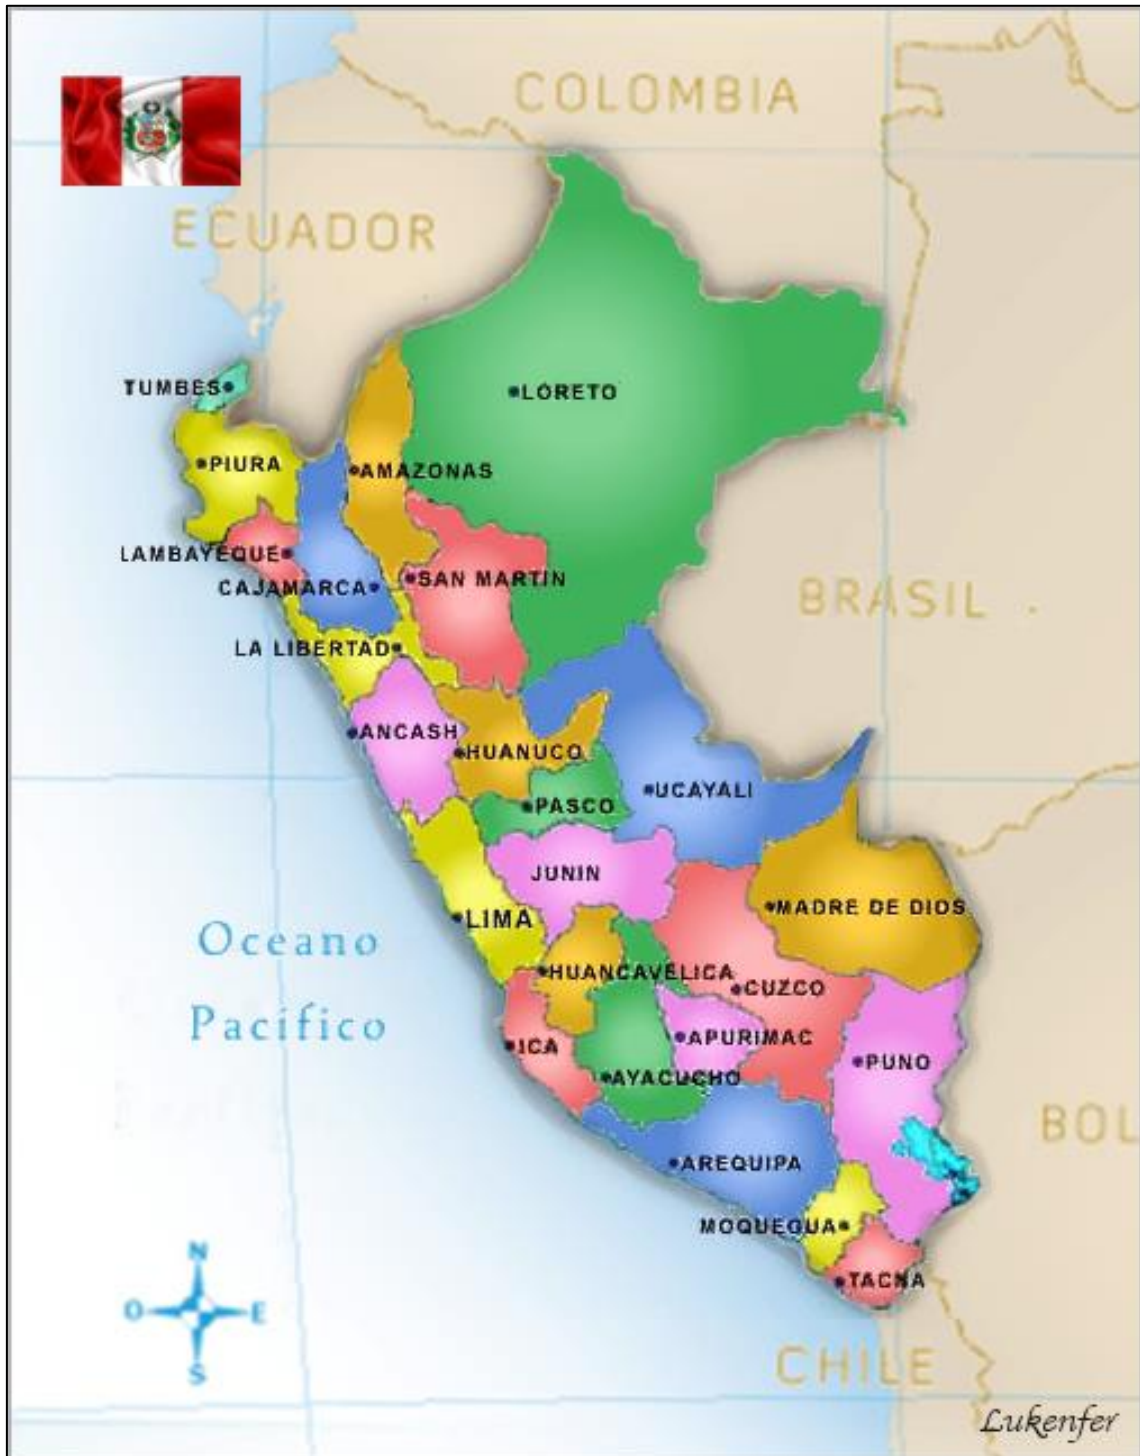 COLOMBIA
ECUADOR
TUMBES
LORETO
PIURA
AMAZONAS
LAMBAYEQUE
SAN MARTIN
CAJAMARCA
BRASIL
LA LIBERTAD
ANCASH
HUANUCO
UCAYALI
PASCO
JUNIN
MADRE DE DIOS
LIMA
Oceano
Pacífico
HUANCAVELICA
CUZCO
APURIMAC
ICA
PUNO
AYACUCHO
BOL
AREQUIPA
MOQUEGUA
TACNA
N
O
E
S
CHILE
Lukenfer